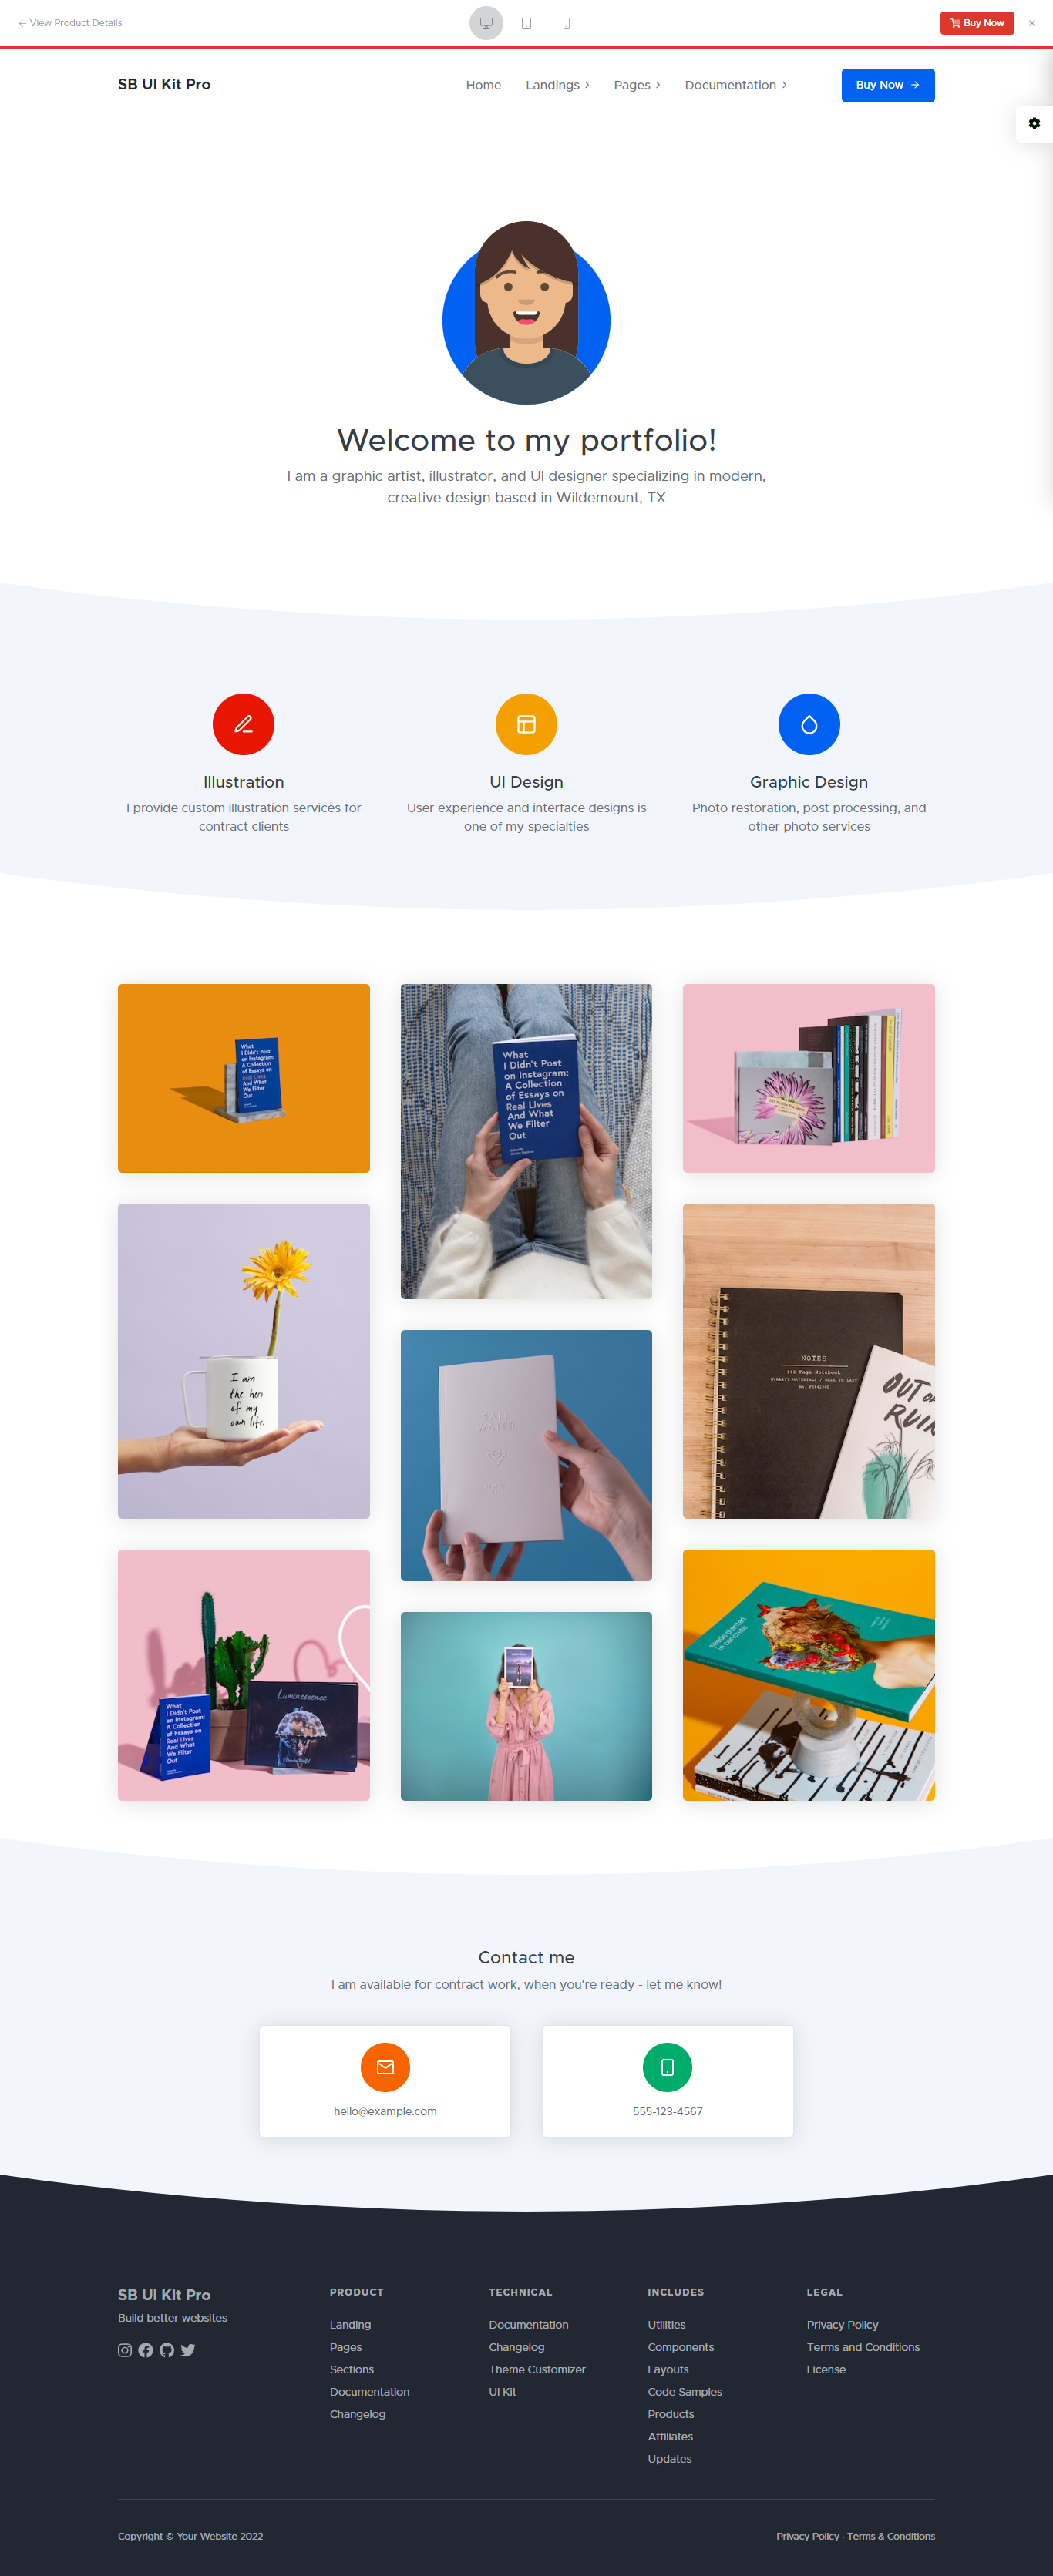 View Product Details
Buy Now
SB UI Kit Pro
Home
Landings
Pages
Documentation
Buy Now
Welcome to my portfolio!
I am a graphic artist, illustrator, and UI designer specializing in modern,
creative design based in Wildemount, TX
Illustration
I provide custom illustration services for
contract clients
UI Design
User experience and interface designs is
one of my specialties
Graphic Design
Photo restoration, post processing, and
other photo services
What
I Didn't Post
on Instagram:
A Collection
of Essays on
Real Lives
And What
We Filter
Out
What
I Didn't Post
on Instagram:
A Collection
of Essays on
Real Lives
And What
We Filter
Out
I am
the hero
of my
own life.
SALT
WATER
NOTES
OUT OF
RUIN
What
I Didn't Post
on Instagram:
A Collection
of Essays on
Real Lives
And What
We Filter
Out
Luminescence
seeds planted
in concrete
Contact me
I am available for contract work, when you're ready - let me know!
hello@example.com
555-123-4567
SB UI Kit Pro
Build better websites
PRODUCT
Landing
Pages
Sections
Documentation
Changelog
TECHNICAL
Documentation
Changelog
Theme Customizer
UI Kit
INCLUDES
Utilities
Components
Layouts
Code Samples
Products
Affiliates
Updates
LEGAL
Privacy Policy
Terms and Conditions
License
Copyright © Your Website 2022
Privacy Policy · Terms & Conditions